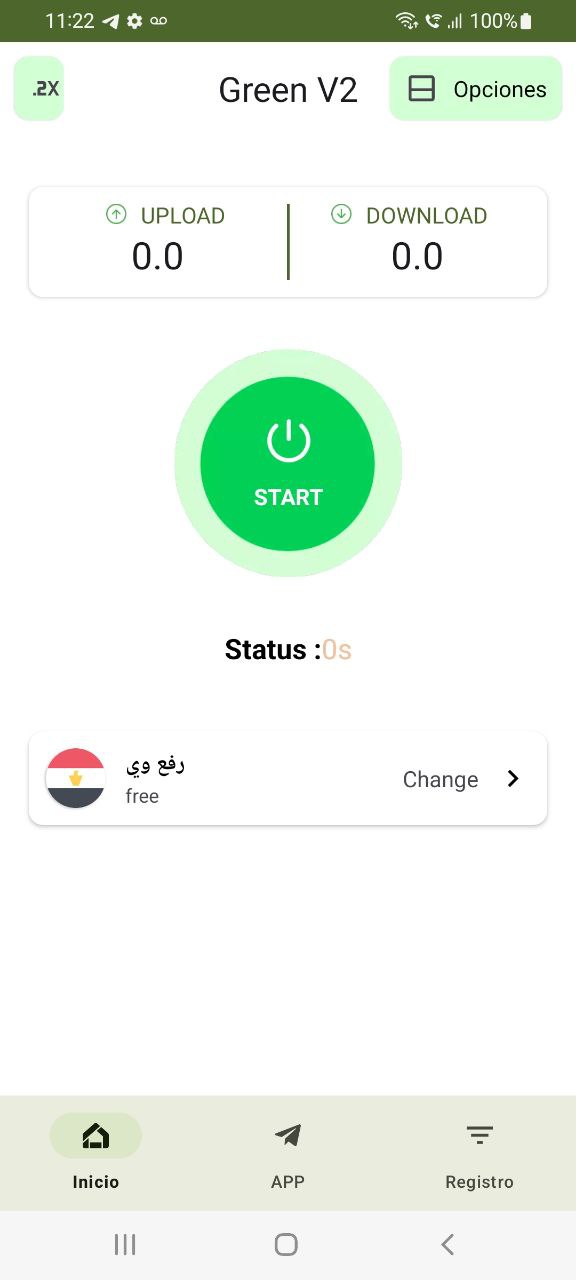 11:22
100%
.2X
Green V2
Opciones
UPLOAD
DOWNLOAD
0.0
0.0
START
Status :0s
رفع وي
free
Change
Inicio
APP
Registro